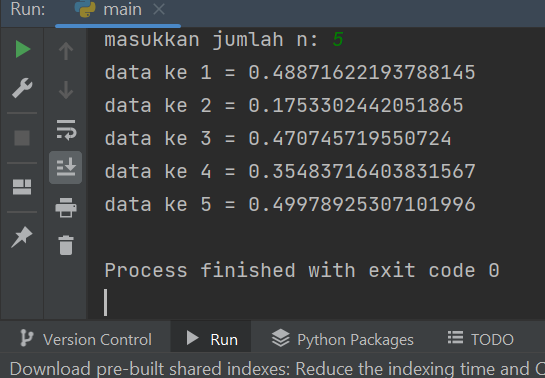 Run: main
masukkan jumlah n: 5
data ke 1 = 0.48871622193788145
data ke 2 = 0.1753302442051865
data ke 3 = 0.470745719550724
data ke 4 = 0.35483716403831567
data ke 5 = 0.49978925307101996
Process finished with exit code 0
Version Control Run Python Packages TODO
Download pre-built shared indexes: Reduce the indexing time and